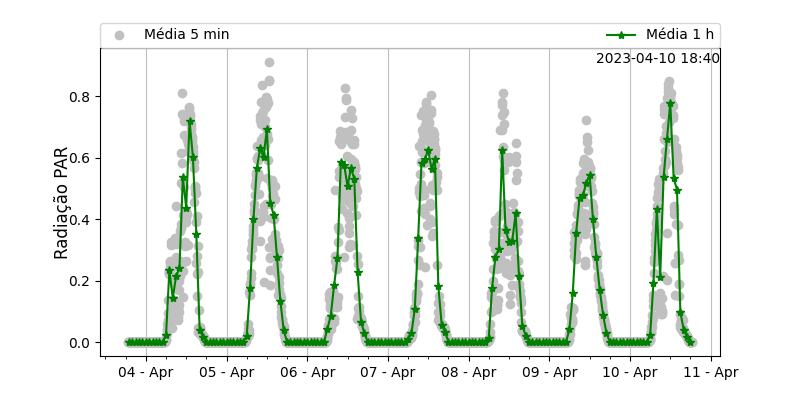 Média 5 min
Média 1 h
2023-04-10 18:40
Radiação PAR
0.8
0.6
0.4
0.2
0.0
04 - Apr
05 - Apr
06 - Apr
07 - Apr
08 - Apr
09 - Apr
10 - Apr
11 - Apr